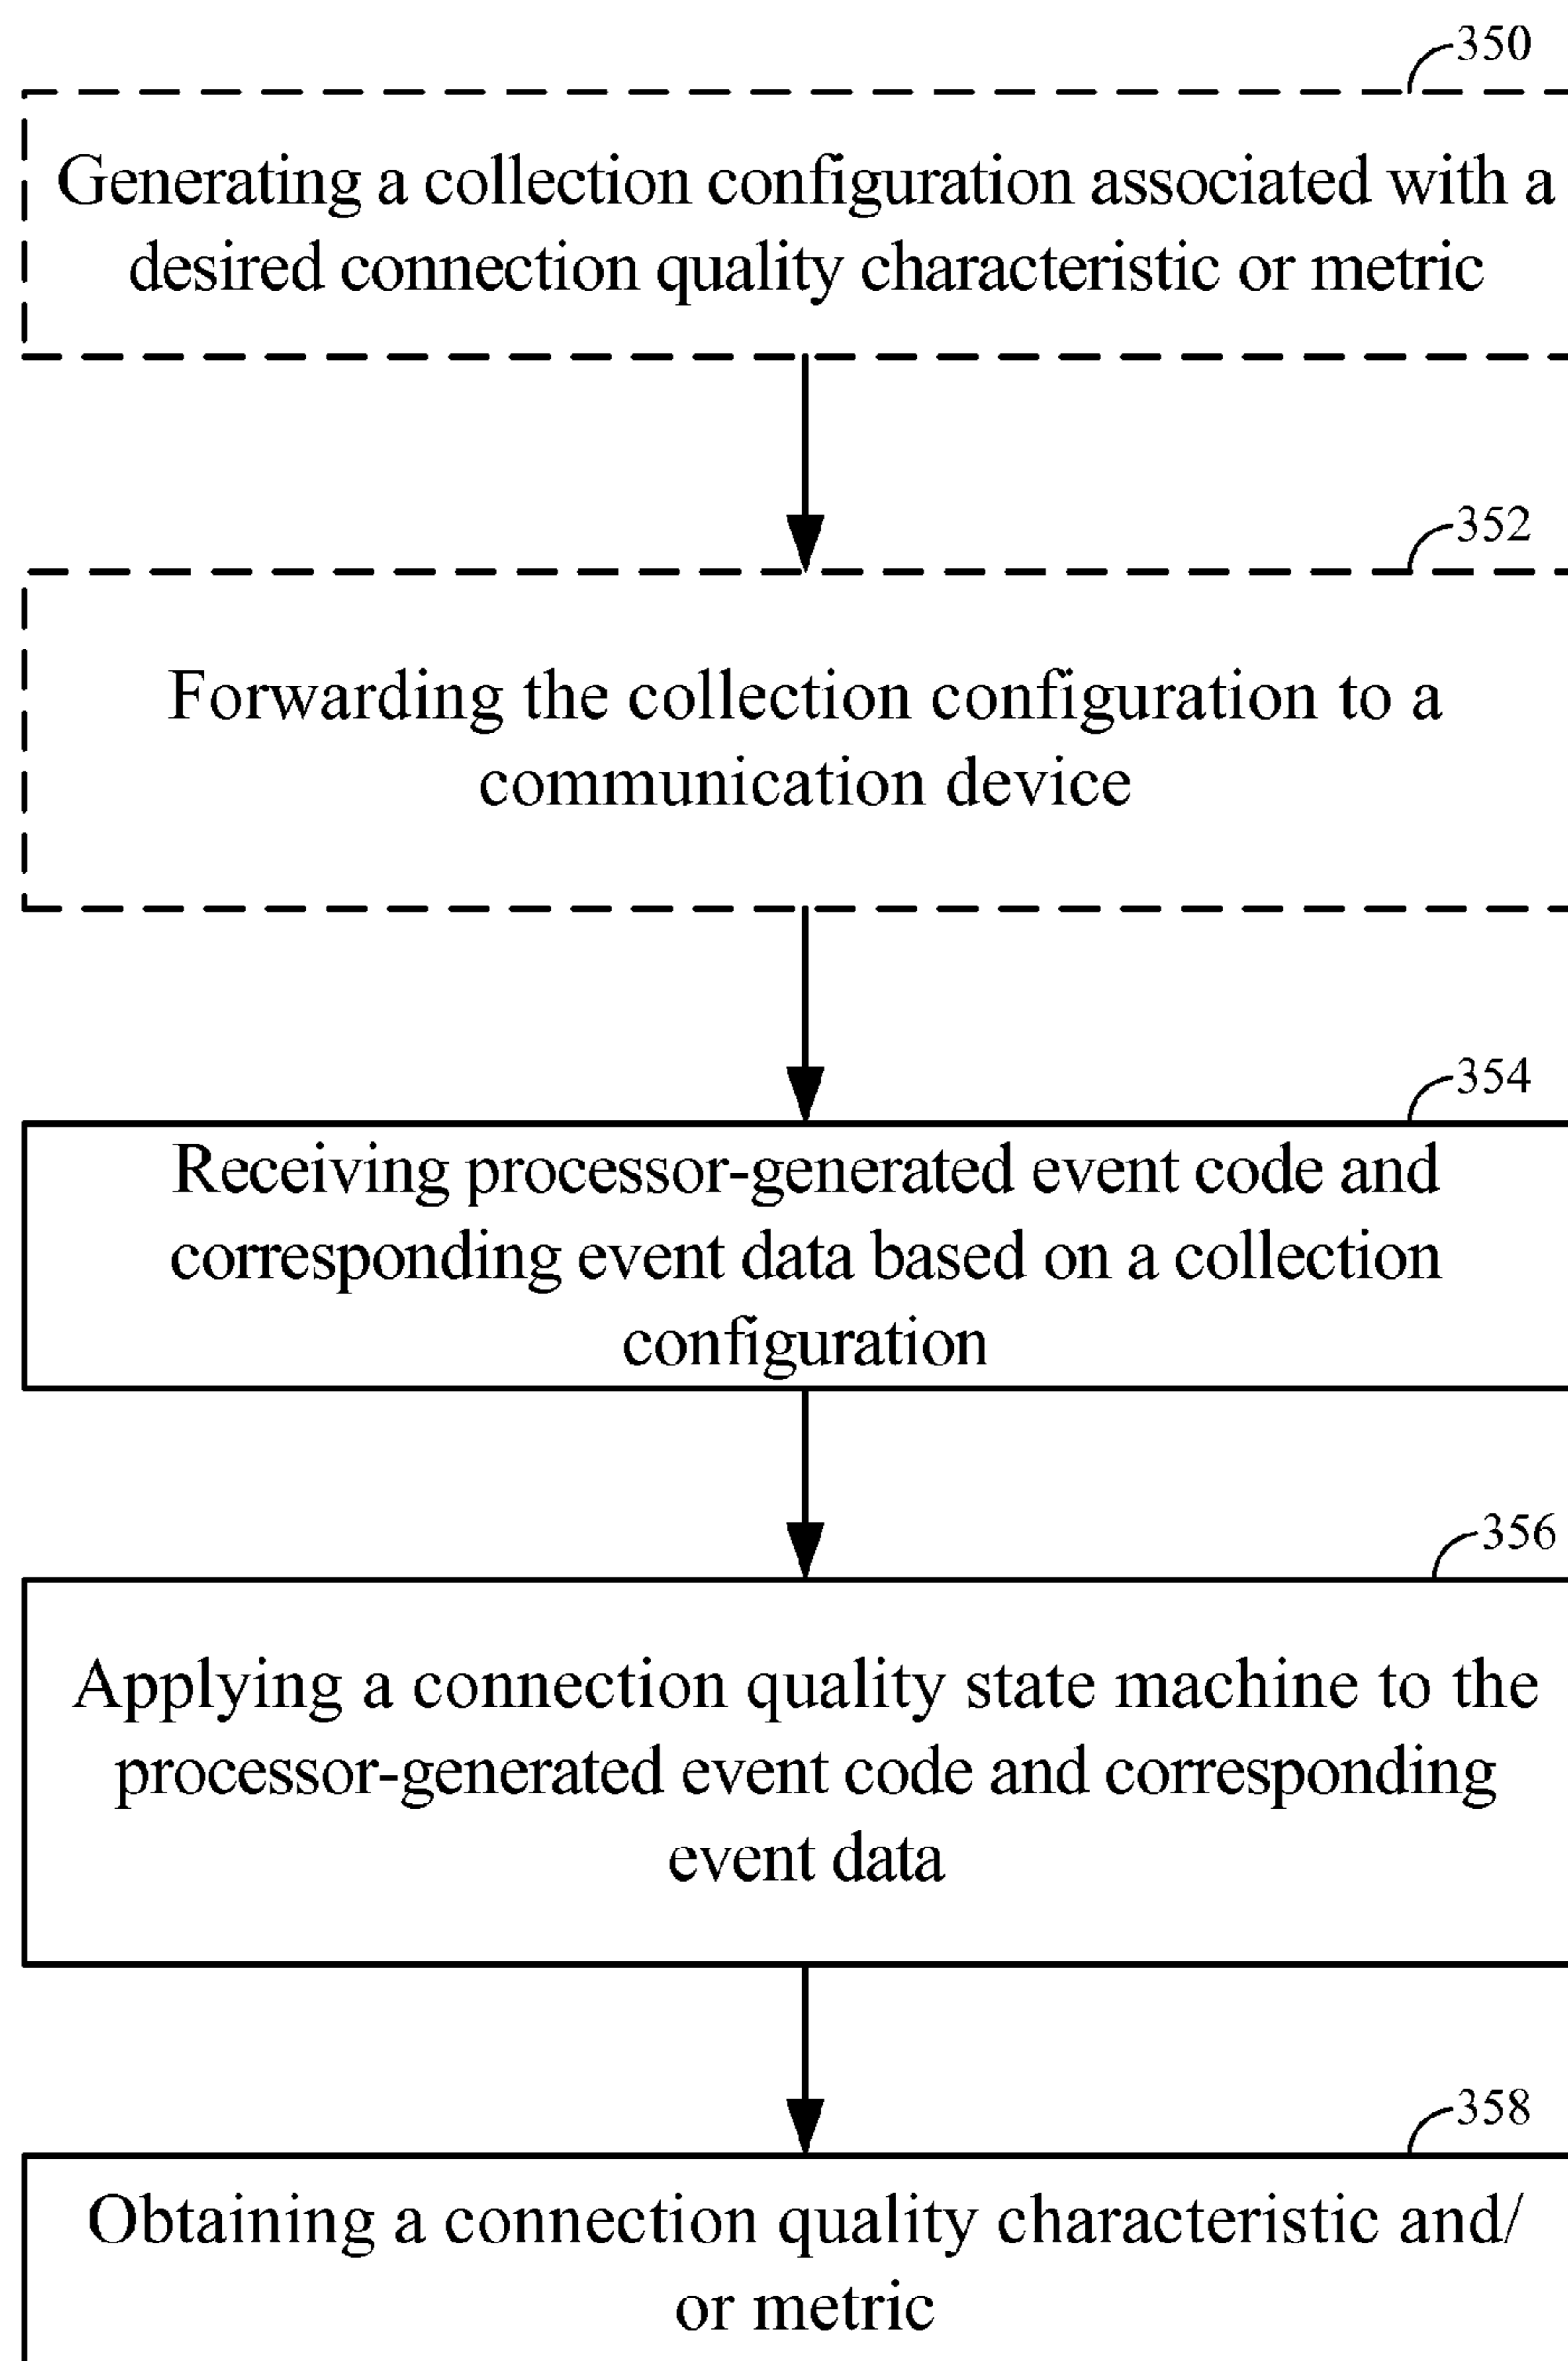 350
Generating a collection configuration associated with a
desired connection quality characteristic or metric
352
Forwarding the collection configuration to a
communication device
354
Receiving processor-generated event code and
corresponding event data based on a collection
configuration
356
Applying a connection quality state machine to the
processor-generated event code and corresponding
event data
358
Obtaining a connection quality characteristic and/
or metric